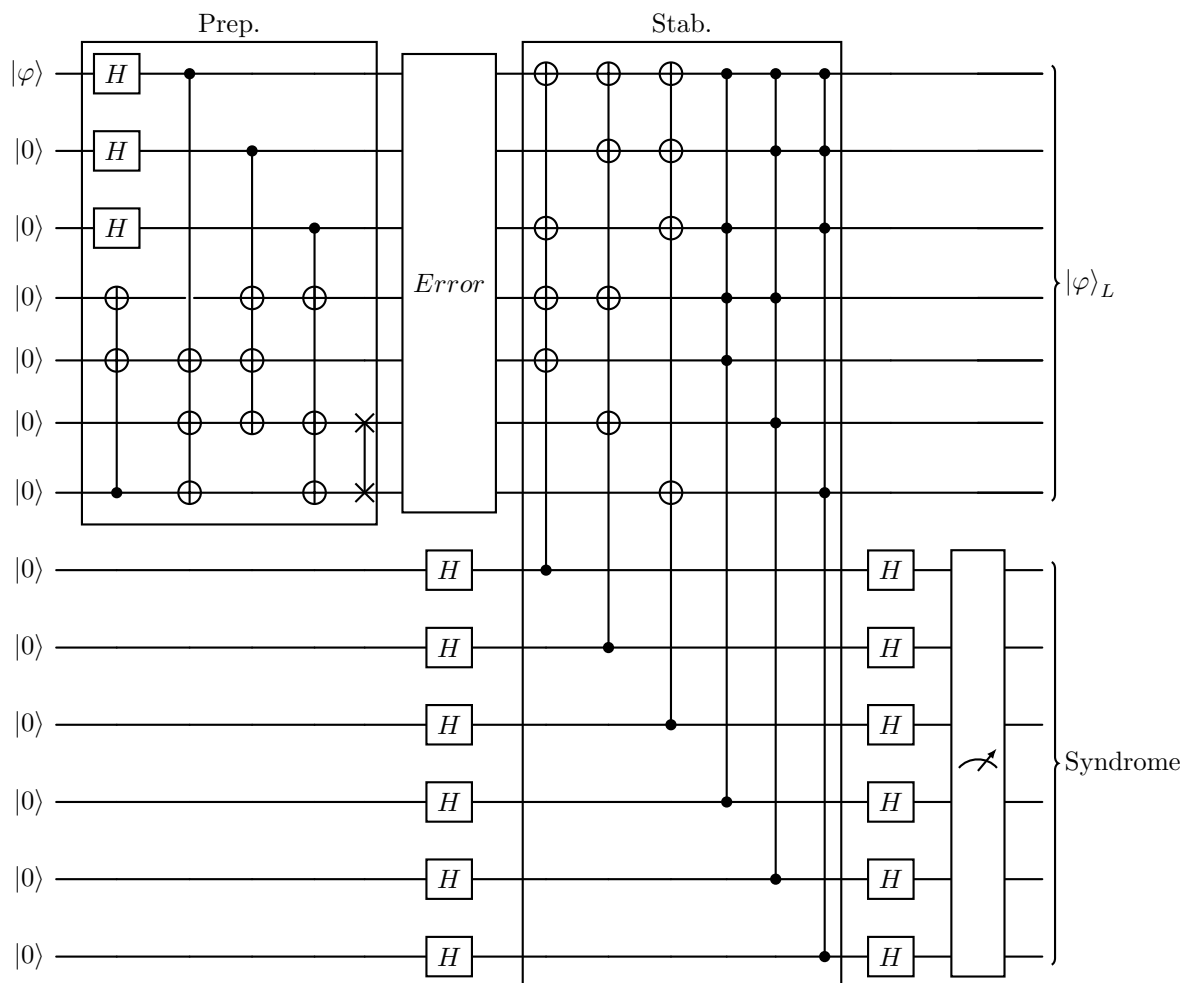 Prep.
Stab.
|φ⟩ H
|0⟩ H
|0⟩ H
|0⟩
Error
|φ⟩_L
|0⟩
|0⟩
|0⟩
|0⟩ H H
|0⟩ H H
|0⟩ H H
Syndrome
|0⟩ H H
|0⟩ H H
|0⟩ H H